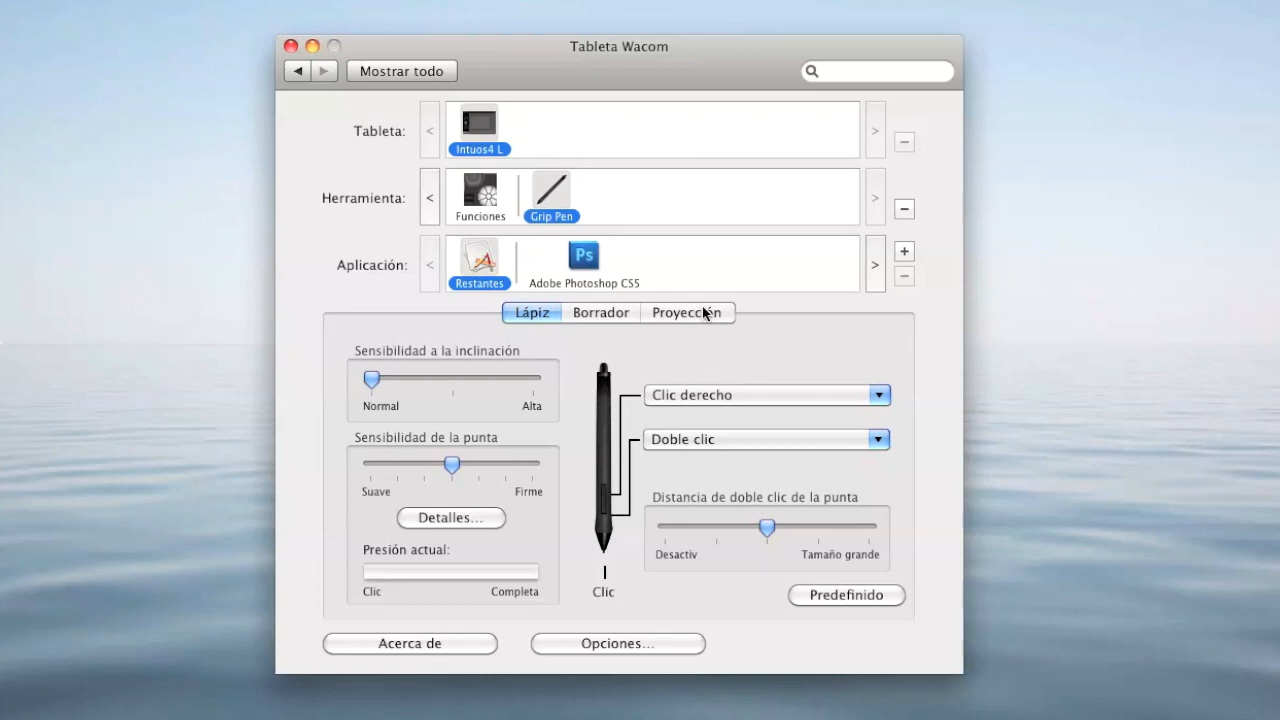 Tableta Wacom
Mostrar todo
Tableta:
Intuos4 L
Herramienta:
Funciones
Grip Pen
Aplicación:
Ps
Restantes
Adobe Photoshop CS5
Lápiz
Borrador
Proyección
Sensibilidad a la inclinación
Normal
Alta
Sensibilidad de la punta
Suave
Firme
Detalles...
Presión actual:
Clic
Completa
Clic
Clic derecho
Doble clic
Distancia de doble clic de la punta
Desactiv
Tamaño grande
Predefinido
Acerca de
Opciones...